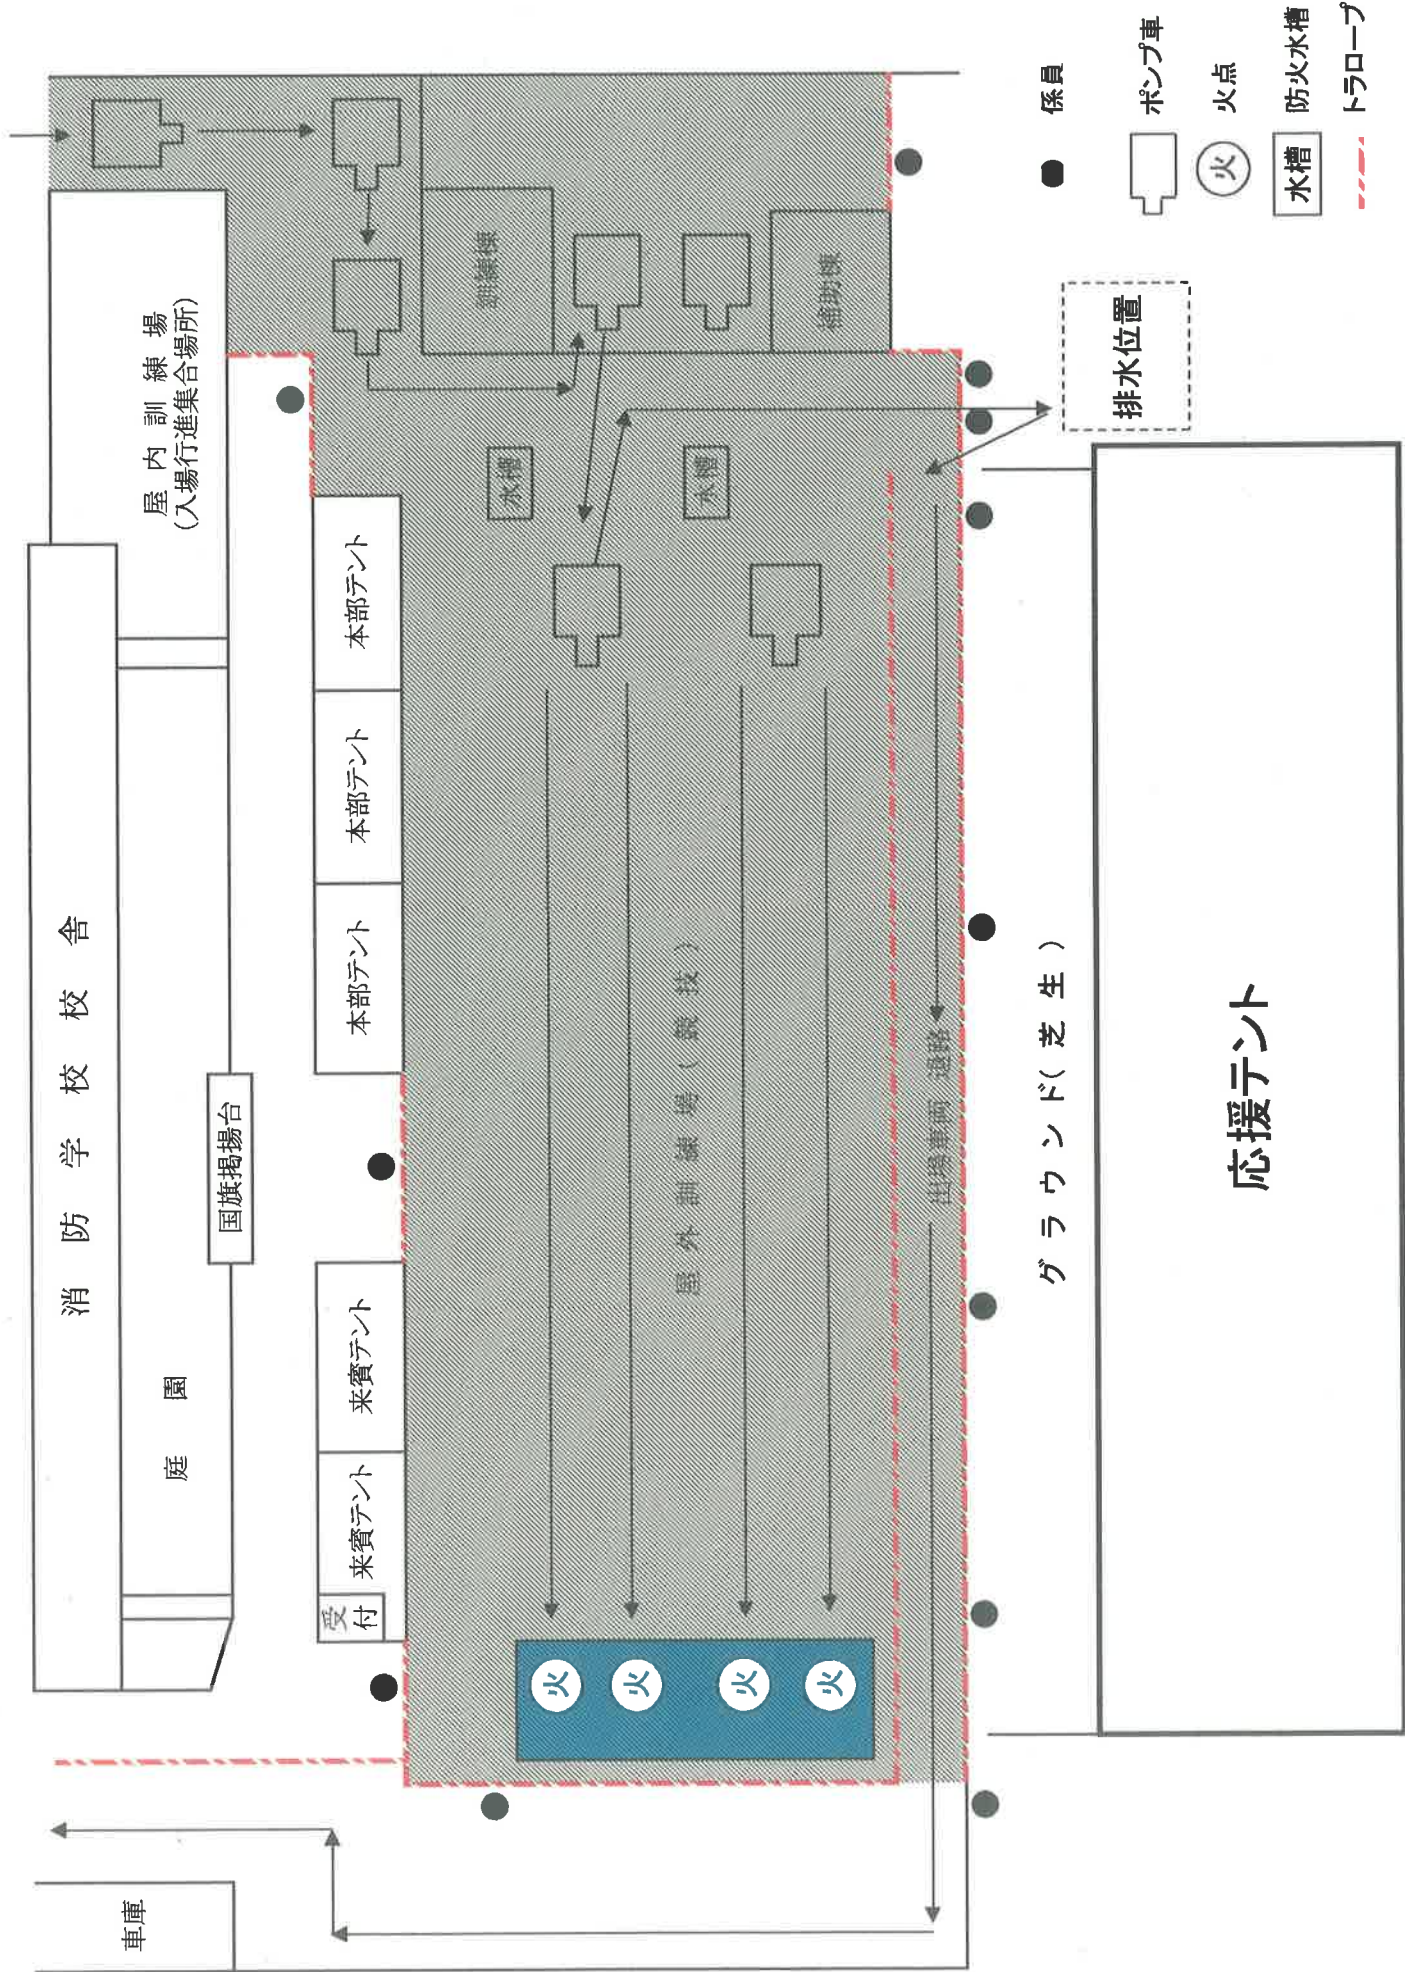 消防学校校舎
屋内訓練場
(入場行進集合場所)
庭園
国旗掲揚台
車庫
受付
来賓テント
来賓テント
本部テント
本部テント
本部テント
訓練棟
補助棟
水槽
水槽
屋外訓練場(競技)
火
火
火
火
出場車両 退路
グラウンド(芝生)
排水位置
応援テント
係員
ポンプ車
火 火点
水槽 防火水槽
トラロープ